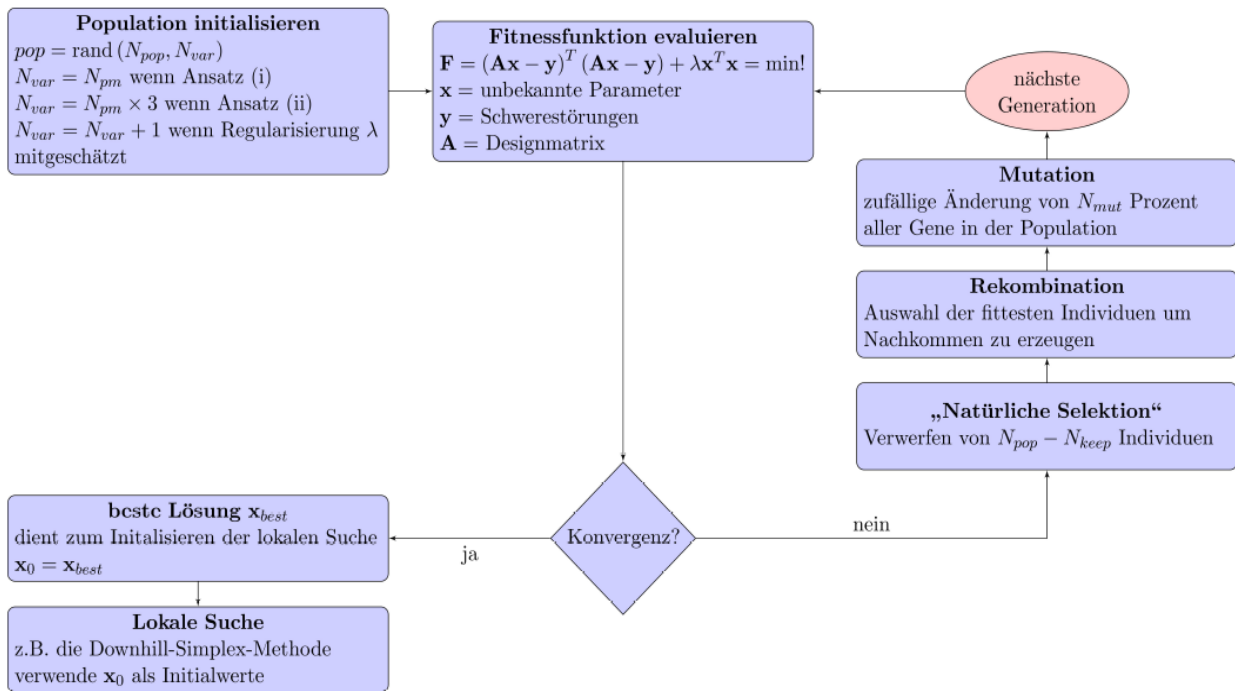 Population initialisieren
pop = rand (N_pop, N_var)
N_var = N_pm wenn Ansatz (i)
N_var = N_pm × 3 wenn Ansatz (ii)
N_var = N_var + 1 wenn Regularisierung λ
mitgeschätzt
Fitnessfunktion evaluieren
F = (Ax − y)^T (Ax − y) + λx^T x = min!
x = unbekannte Parameter
y = Schwerestörungen
A = Designmatrix
nächste
Generation
Mutation
zufällige Änderung von N_mut Prozent
aller Gene in der Population
Rekombination
Auswahl der fittesten Individuen um
Nachkommen zu erzeugen
„Natürliche Selektion“
Verwerfen von N_pop − N_keep Individuen
nein
Konvergenz?
ja
bcstc Lösung x_best
dient zum Initalisieren der lokalen Suche
x_0 = x_best
Lokale Suche
z.B. die Downhill-Simplex-Methode
verwende x_0 als Initialwerte